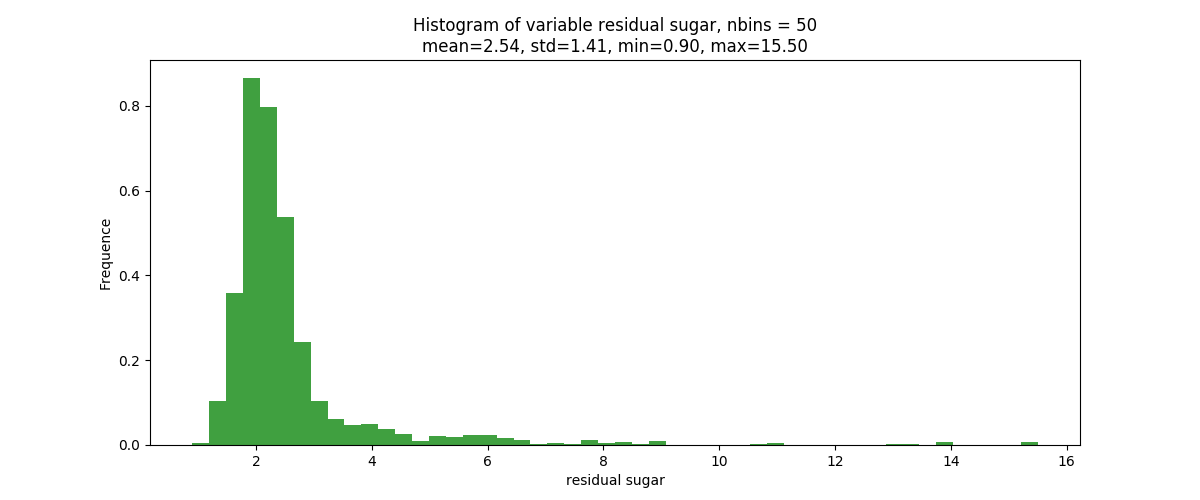 Histogram of variable residual sugar, nbins = 50
mean=2.54, std=1.41, min=0.90, max=15.50
Frequence
0.8
0.6
0.4
0.2
0.0
2 4 6 8 10 12 14 16
residual sugar